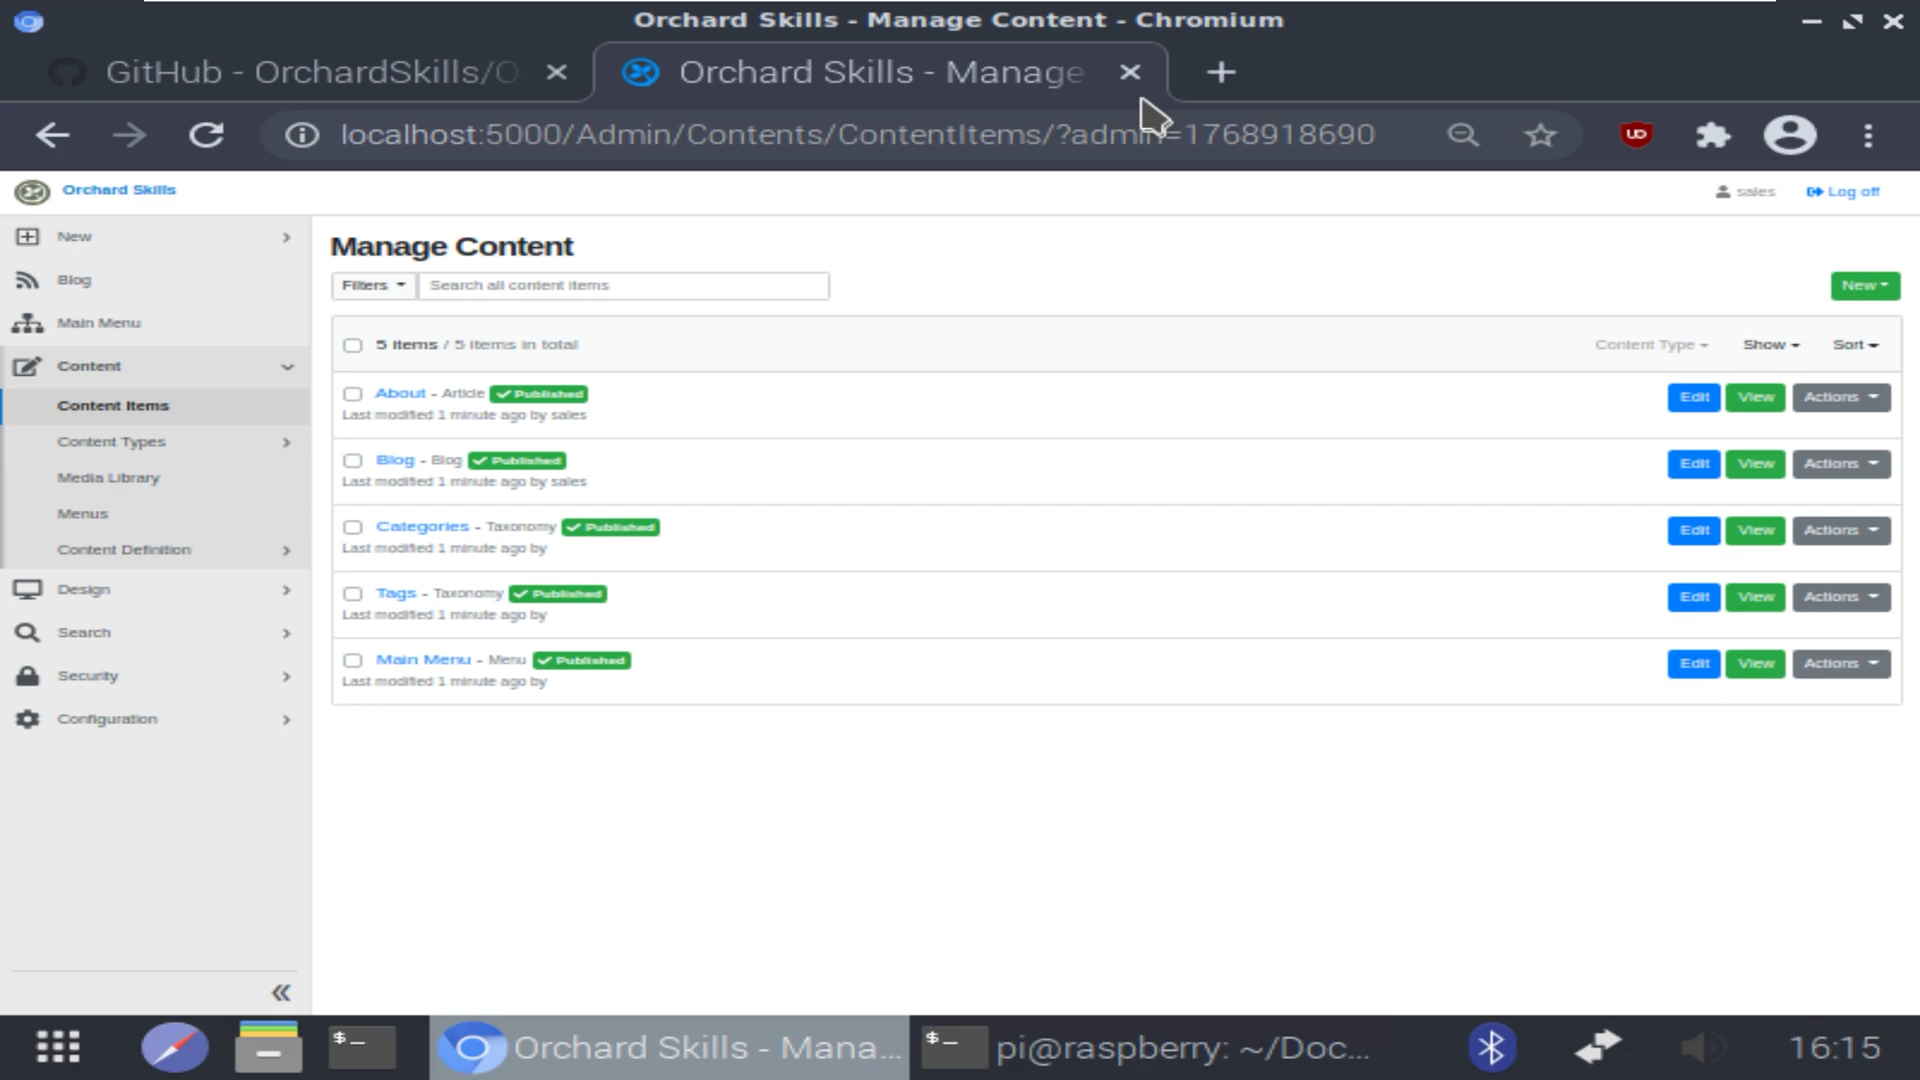 Orchard Skills - Manage Content - Chromium
GitHub - OrchardSkills/O
Orchard Skills - Manage
localhost:5000/Admin/Contents/ContentItems/?admin=1768918690
Orchard Skills
sales
Log off
New
Blog
Main Menu
Content
Content Items
Content Types
Media Library
Menus
Content Definition
Design
Search
Security
Configuration
Manage Content
Filters
Search all content items
New
5 items / 5 items in total
Content Type
Show
Sort
About - Article Published
Last modified 1 minute ago by sales
Edit View Actions
Blog - Blog Published
Last modified 1 minute ago by sales
Edit View Actions
Categories - Taxonomy Published
Last modified 1 minute ago by
Edit View Actions
Tags - Taxonomy Published
Last modified 1 minute ago by
Edit View Actions
Main Menu - Menu Published
Last modified 1 minute ago by
Edit View Actions
$_
Orchard Skills - Mana...
$_
pi@raspberry: ~/Doc...
16:15